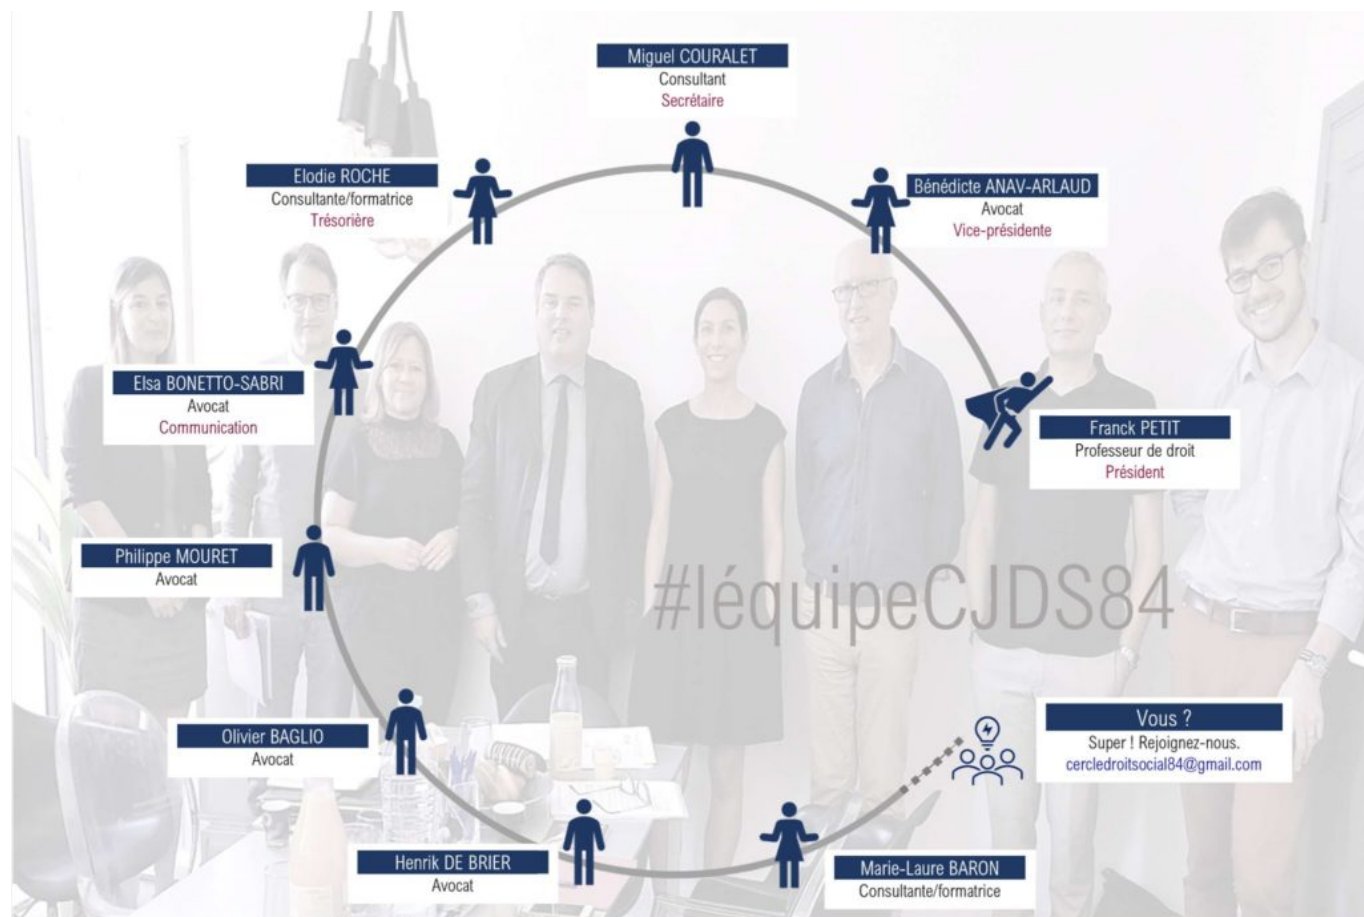 Miguel COURALET
Consultant
Secrétaire
Elodie ROCHE
Consultante/formatrice
Trésorière
Bénédicte ANAV-ARLAUD
Avocat
Vice-présidente
Elsa BONETTO-SABRI
Avocat
Communication
Franck PETIT
Professeur de droit
Président
Philippe MOURET
Avocat
#léquipeCJDS84
Olivier BAGLIO
Avocat
Vous ?
Super ! Rejoignez-nous.
cercledroitsocial84@gmail.com
Henrik DE BRIER
Avocat
Marie-Laure BARON
Consultante/formatrice